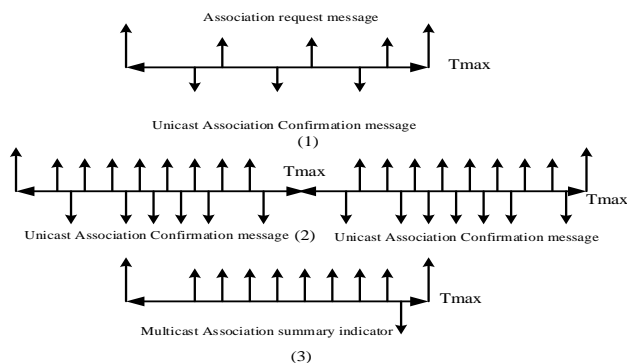 Association request message
Tmax
Unicast Association Confirmation message
(1)
Tmax
Tmax
Unicast Association Confirmation message (2)
Unicast Association Confirmation message
Tmax
Multicast Association summary indicator
(3)